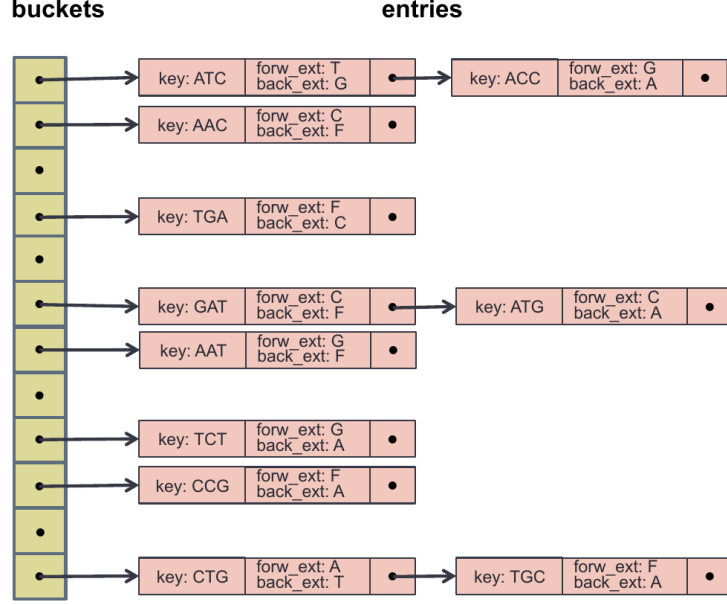 buckets entries
key: ATC forw_ext: T back_ext: G key: ACC forw_ext: G back_ext: A
key: AAC forw_ext: C back_ext: F
key: TGA forw_ext: F back_ext: C
key: GAT forw_ext: C back_ext: F key: ATG forw_ext: C back_ext: A
key: AAT forw_ext: G back_ext: F
key: TCT forw_ext: G back_ext: A
key: CCG forw_ext: F back_ext: A
key: CTG forw_ext: A back_ext: T key: TGC forw_ext: F back_ext: A